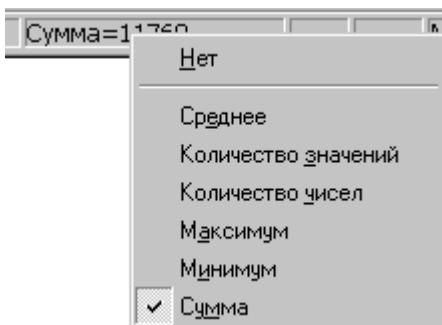 Сумма=11760
Нет
Среднее
Количество значений
Количество чисел
Максимум
Минимум
Сумма